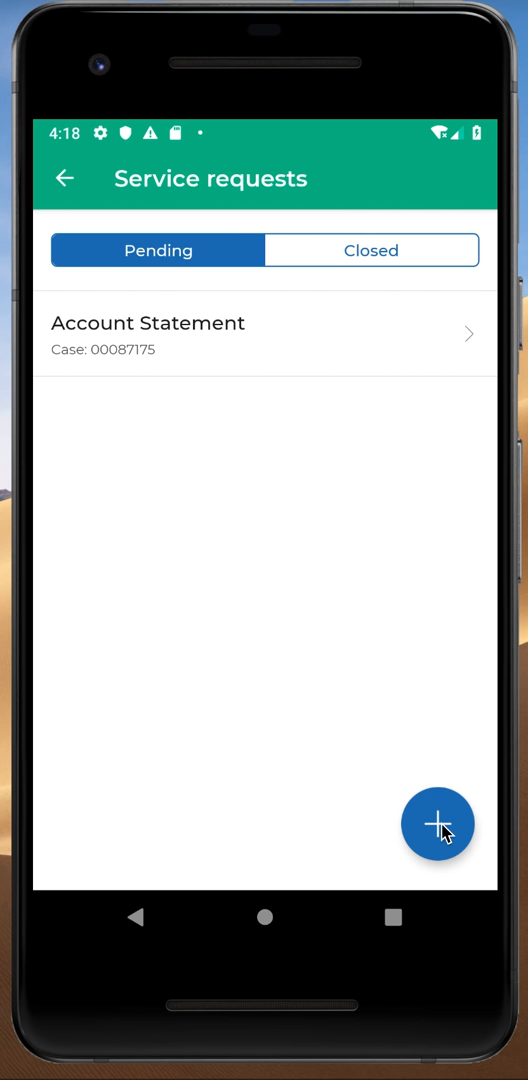 4:18
Service requests
Pending Closed
Account Statement
Case: 00087175